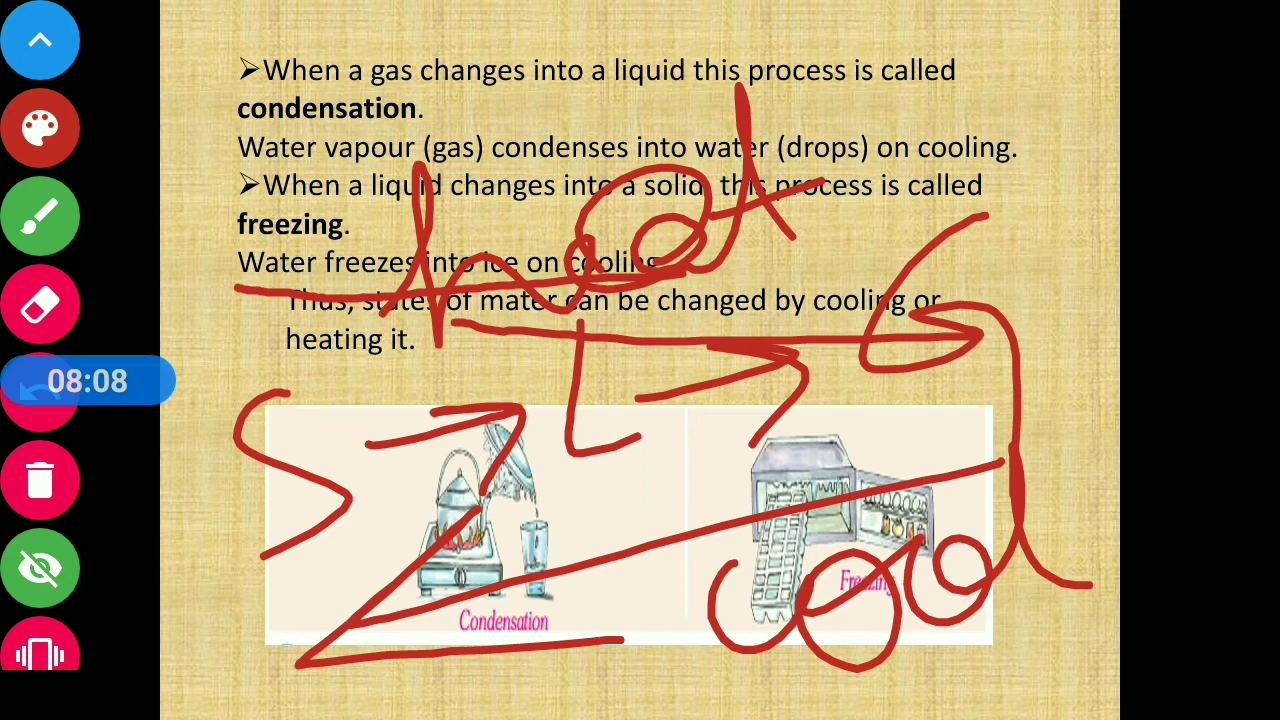 ➢When a gas changes into a liquid this process is called
condensation.
Water vapour (gas) condenses into water (drops) on cooling.
➢When a liquid changes into a solid, this process is called
freezing.
Water freezes into ice on cooling.
Thus, states of mater can be changed by cooling or
heating it.
heat
S L G
cool
08:08
Condensation
Freezing